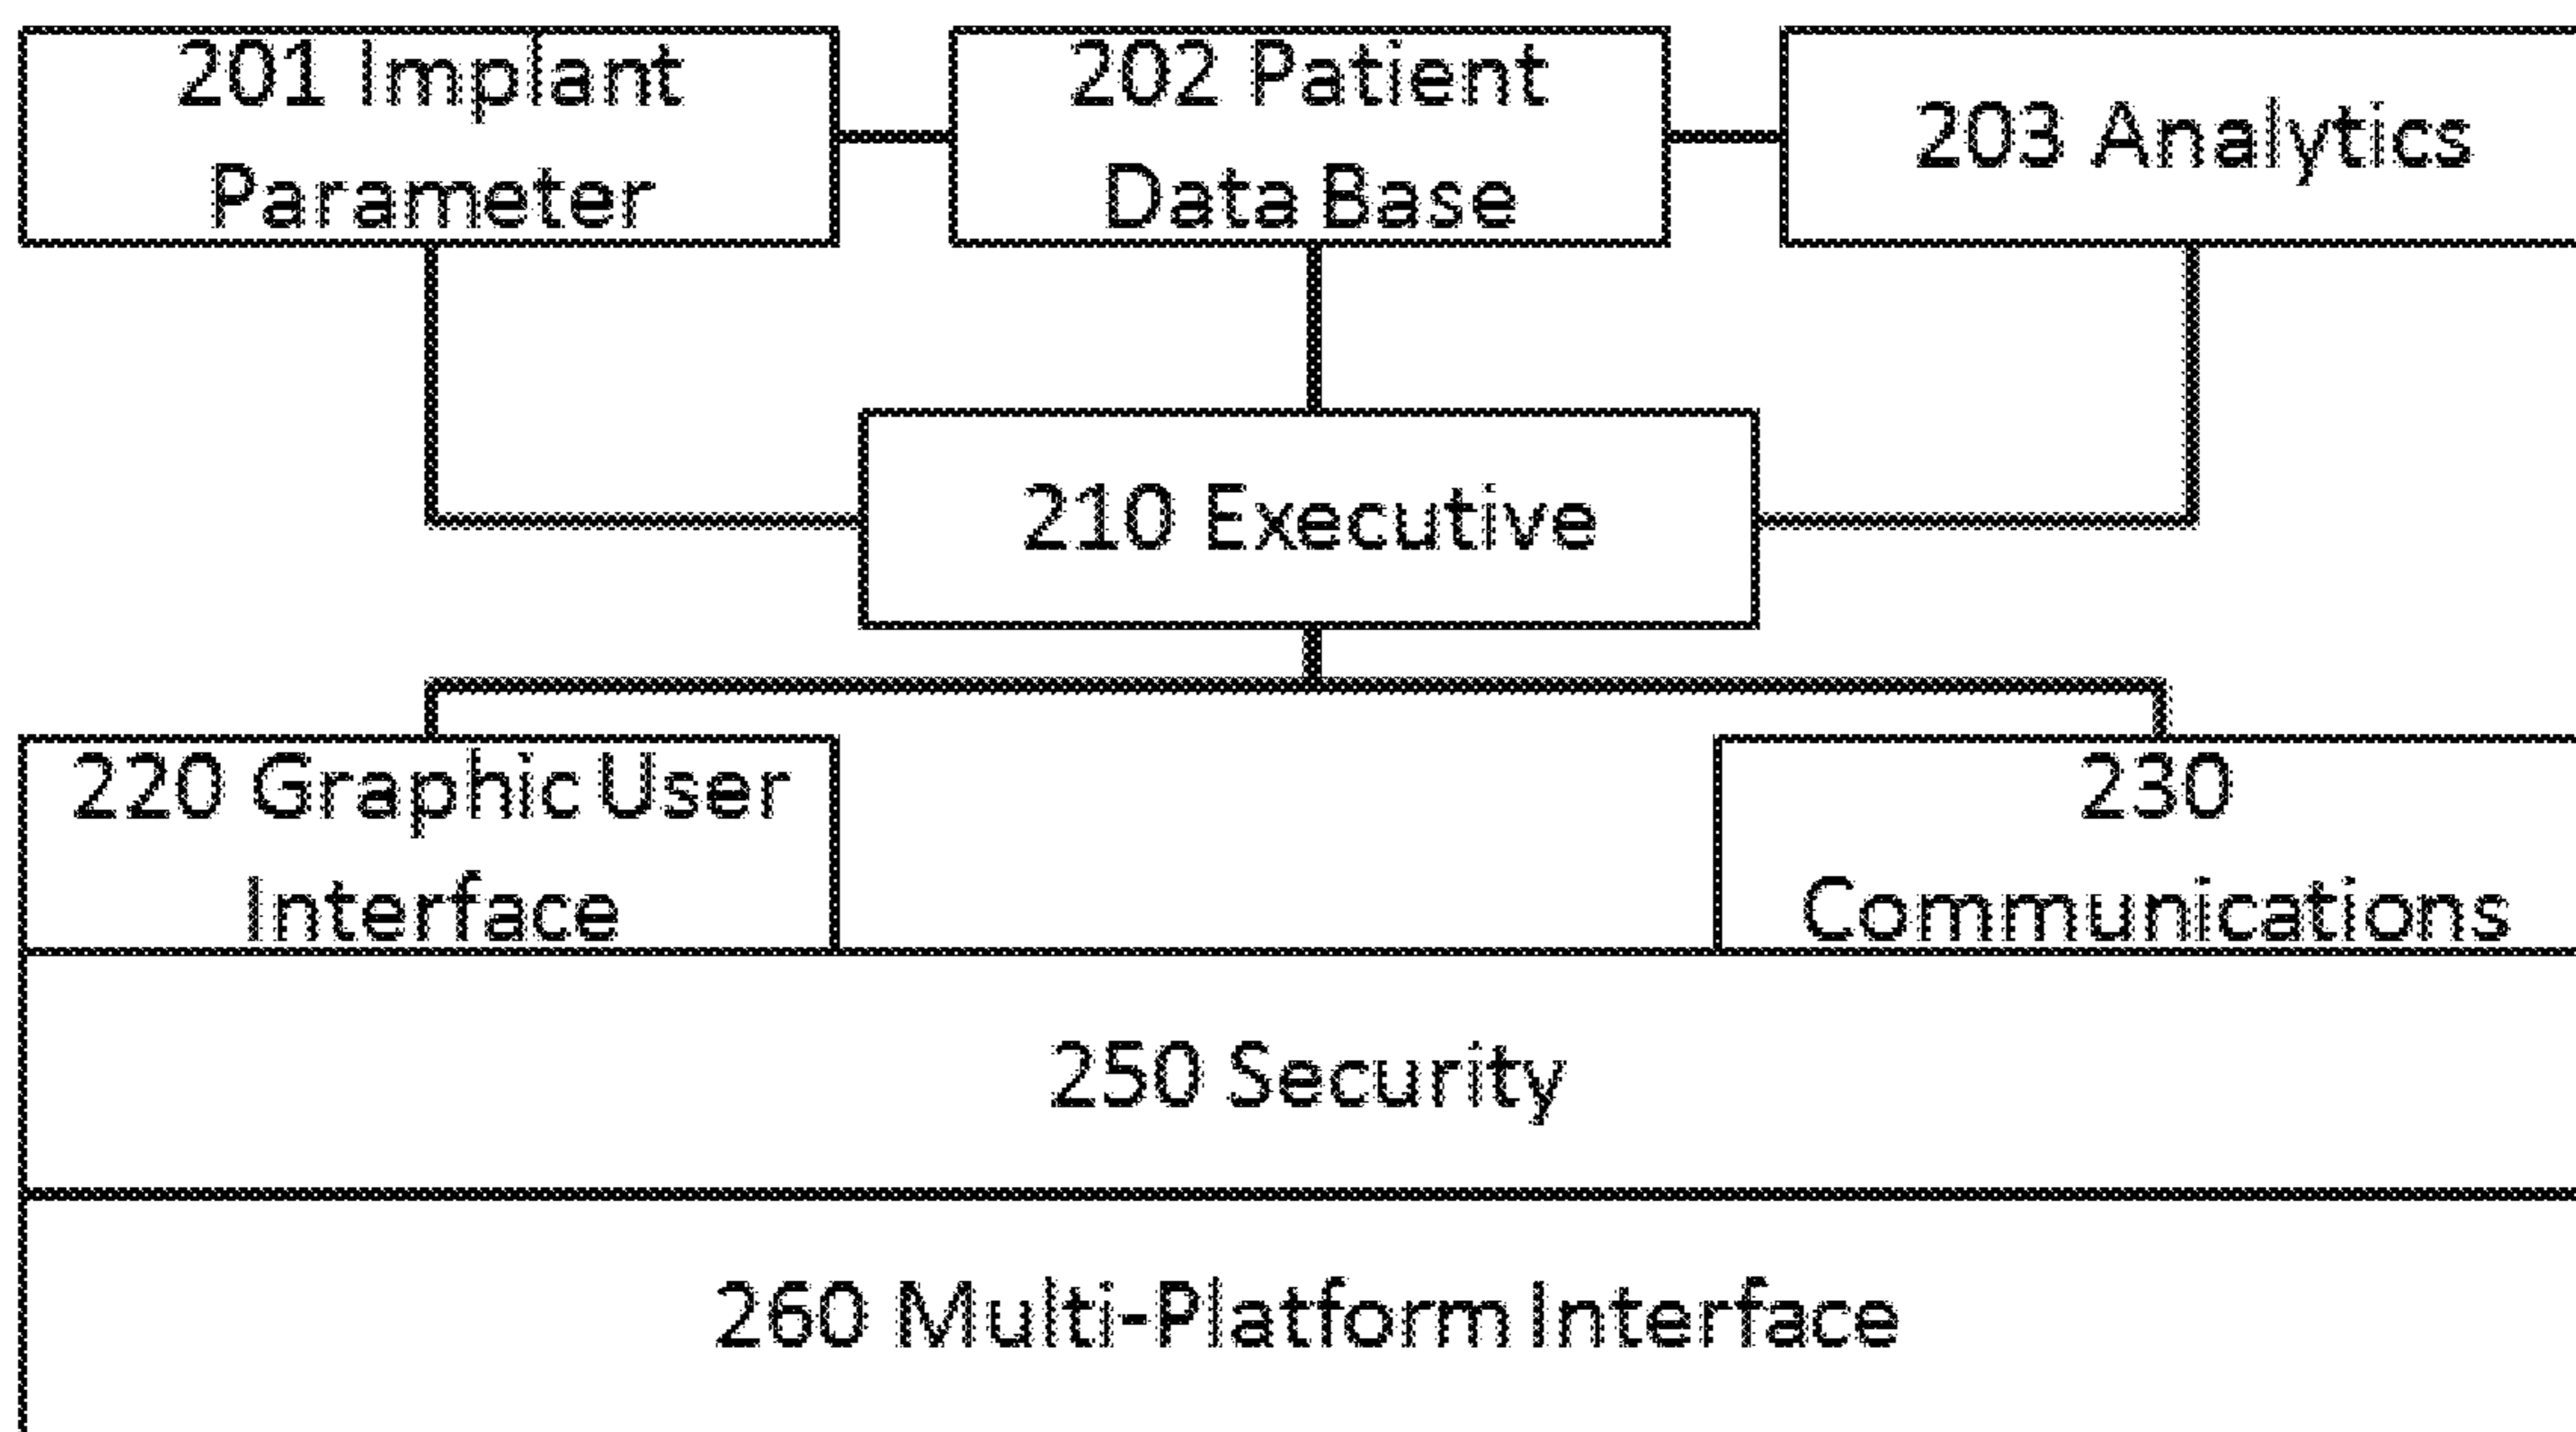 201 Implant
Parameter
202 Patient
Data Base
203 Analytics
210 Executive
220 Graphic User
Interface
230
Communications
250 Security
260 Multi-Platform Interface